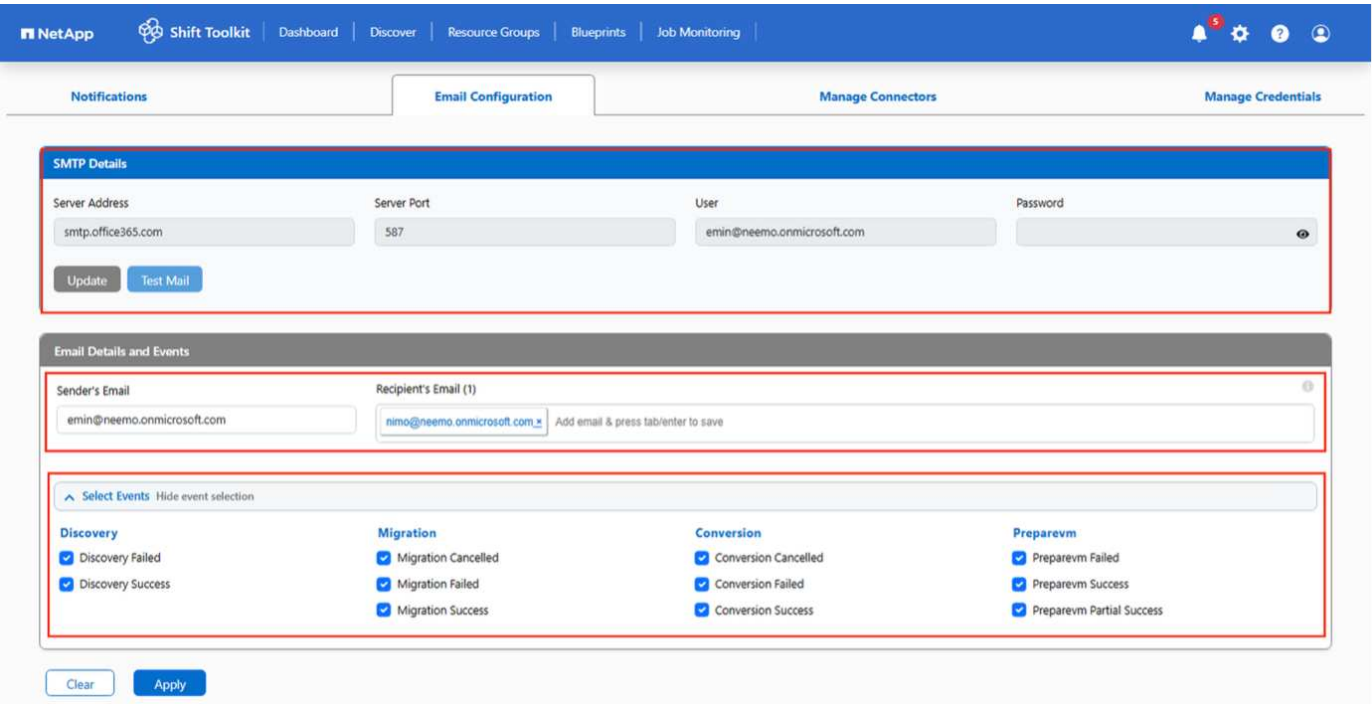 NetApp Shift Toolkit Dashboard Discover Resource Groups Blueprints Job Monitoring 5
Notifications Email Configuration Manage Connectors Manage Credentials
SMTP Details
Server Address Server Port User Password
smtp.office365.com 587 emin@neemo.onmicrosoft.com
Update Test Mail
Email Details and Events
Sender's Email Recipient's Email (1)
emin@neemo.onmicrosoft.com nimo@neemo.onmicrosoft.com × Add email & press tab/enter to save
Select Events Hide event selection
Discovery Migration Conversion Preparevm
Discovery Failed Migration Cancelled Conversion Cancelled Preparevm Failed
Discovery Success Migration Failed Conversion Failed Preparevm Success
Migration Success Conversion Success Preparevm Partial Success
Clear Apply